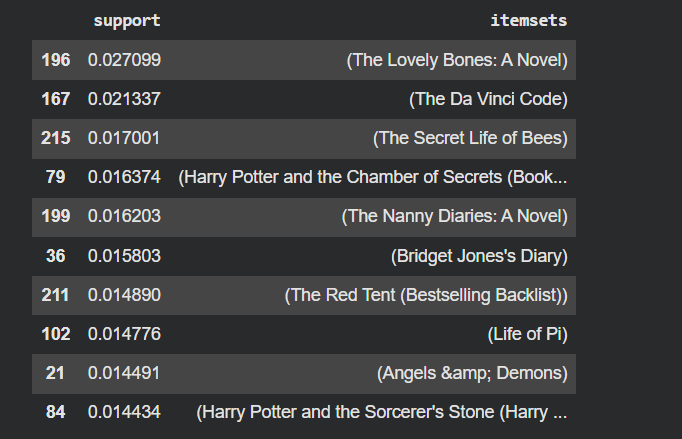 support itemsets
196 0.027099 (The Lovely Bones: A Novel)
167 0.021337 (The Da Vinci Code)
215 0.017001 (The Secret Life of Bees)
79 0.016374 (Harry Potter and the Chamber of Secrets (Book...
199 0.016203 (The Nanny Diaries: A Novel)
36 0.015803 (Bridget Jones's Diary)
211 0.014890 (The Red Tent (Bestselling Backlist))
102 0.014776 (Life of Pi)
21 0.014491 (Angels &amp; Demons)
84 0.014434 (Harry Potter and the Sorcerer's Stone (Harry ...